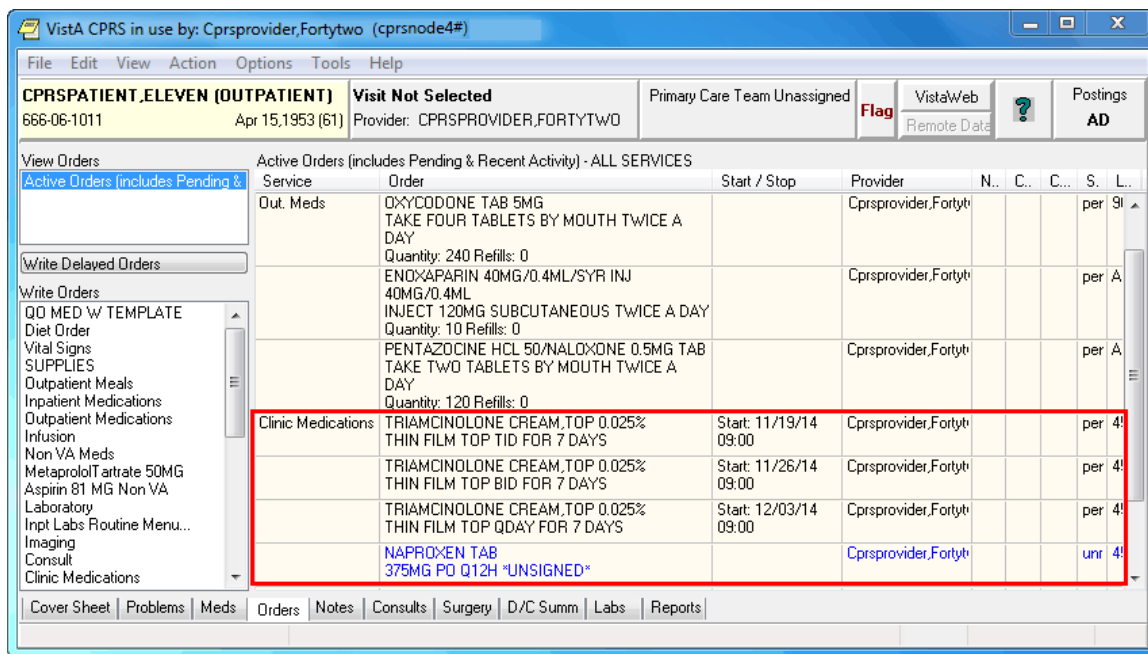 VistA CPRS in use by: Cprsprovider,Fortytwo (cprsnode4#)
File Edit View Action Options Tools Help
CPRSPATIENT,ELEVEN (OUTPATIENT) Visit Not Selected Primary Care Team Unassigned Flag VistaWeb Postings
666-06-1011 Apr 15,1953 (61) Provider: CPRSPROVIDER,FORTYTWO Remote Data ? AD
View Orders
Active Orders (includes Pending &
Write Delayed Orders
Write Orders
QO MED W TEMPLATE
Diet Order
Vital Signs
SUPPLIES
Outpatient Meals
Inpatient Medications
Outpatient Medications
Infusion
Non VA Meds
MetaprololTartrate 50MG
Aspirin 81 MG Non VA
Laboratory
Inpt Labs Routine Menu...
Imaging
Consult
Clinic Medications
Active Orders (includes Pending & Recent Activity) - ALL SERVICES
Service Order Start / Stop Provider N.. C.. C... S. L..
Out. Meds OXYCODONE TAB 5MG Cprsprovider,Fortyt per
TAKE FOUR TABLETS BY MOUTH TWICE A
DAY
Quantity: 240 Refills: 0
ENOXAPARIN 40MG/0.4ML/SYR INJ Cprsprovider,Fortyt per A
40MG/0.4ML
INJECT 120MG SUBCUTANEOUS TWICE A DAY
Quantity: 10 Refills: 0
PENTAZOCINE HCL 50/NALOXONE 0.5MG TAB Cprsprovider,Fortyt per A
TAKE TWO TABLETS BY MOUTH TWICE A
DAY
Quantity: 120 Refills: 0
Clinic Medications TRIAMCINOLONE CREAM,TOP 0.025% Start: 11/19/14 Cprsprovider,Fortyt per
THIN FILM TOP TID FOR 7 DAYS 09:00
TRIAMCINOLONE CREAM,TOP 0.025% Start: 11/26/14 Cprsprovider,Fortyt per
THIN FILM TOP BID FOR 7 DAYS 09:00
TRIAMCINOLONE CREAM,TOP 0.025% Start: 12/03/14 Cprsprovider,Fortyt per
THIN FILM TOP QDAY FOR 7 DAYS 09:00
NAPROXEN TAB Cprsprovider,Fortyt unr
375MG PO Q12H *UNSIGNED*
Cover Sheet Problems Meds Orders Notes Consults Surgery D/C Summ Labs Reports